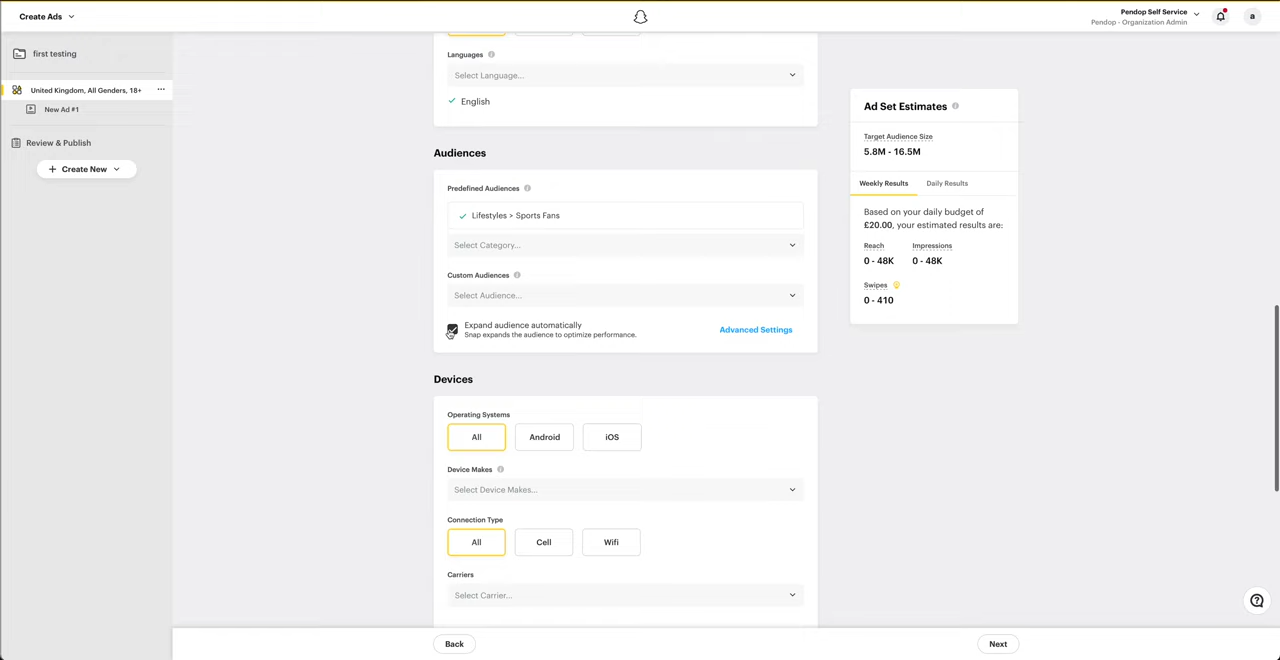 Create Ads
Pendop Self Service
Pendop - Organization Admin
a
first testing
United Kingdom, All Genders, 18+
New Ad #1
Review & Publish
+ Create New
Languages
Select Language...
English
Audiences
Predefined Audiences
Lifestyles > Sports Fans
Select Category...
Custom Audiences
Select Audience...
Expand audience automatically
Snap expands the audience to optimize performance.
Advanced Settings
Devices
Operating Systems
All Android iOS
Device Makes
Select Device Makes...
Connection Type
All Cell Wifi
Carriers
Select Carrier...
Back
Next
Ad Set Estimates
Target Audience Size
5.8M - 16.5M
Weekly Results Daily Results
Based on your daily budget of
£20.00, your estimated results are:
Reach Impressions
0 - 48K 0 - 48K
Swipes
0 - 410